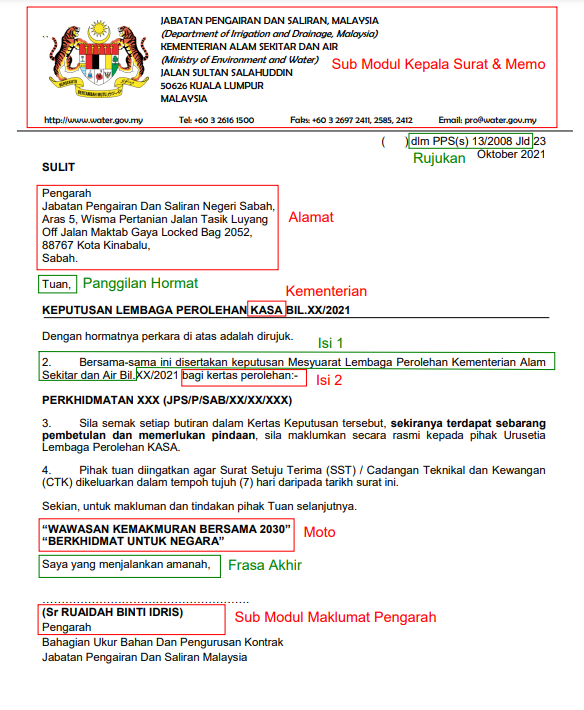 JABATAN PENGAIRAN DAN SALIRAN, MALAYSIA
(Department of Irrigation and Drainage, Malaysia)
KEMENTERIAN ALAM SEKITAR DAN AIR
(Ministry of Environment and Water)
JALAN SULTAN SALAHUDDIN
50626 KUALA LUMPUR
MALAYSIA
Sub Modul Kepala Surat & Memo
http://www.water.gov.my Tel: +60 3 2616 1500 Faks: +60 3 2697 2411, 2585, 2412 Email: pro@water.gov.my
( ) dlm PPS(s) 13/2008 Jld 23
Rujukan Oktober 2021
SULIT
Pengarah
Jabatan Pengairan Dan Saliran Negeri Sabah,
Aras 5, Wisma Pertanian Jalan Tasik Luyang
Off Jalan Maktab Gaya Locked Bag 2052,
88767 Kota Kinabalu,
Sabah.
Alamat
Tuan, Panggilan Hormat
Kementerian
KEPUTUSAN LEMBAGA PEROLEHAN KASA BIL.XX/2021
Dengan hormatnya perkara di atas adalah dirujuk.
Isi 1
2. Bersama-sama ini disertakan keputusan Mesyuarat Lembaga Perolehan Kementerian Alam
Sekitar dan Air Bil.XX/2021 bagi kertas perolehan:- Isi 2
PERKHIDMATAN XXX (JPS/P/SAB/XX/XX/XXX)
3. Sila semak setiap butiran dalam Kertas Keputusan tersebut, sekiranya terdapat sebarang
pembetulan dan memerlukan pindaan, sila maklumkan secara rasmi kepada pihak Urusetia
Lembaga Perolehan KASA.
4. Pihak tuan diingatkan agar Surat Setuju Terima (SST) / Cadangan Teknikal dan Kewangan
(CTK) dikeluarkan dalam tempoh tujuh (7) hari daripada tarikh surat ini.
Sekian, untuk makluman dan tindakan pihak Tuan selanjutnya.
“WAWASAN KEMAKMURAN BERSAMA 2030”
“BERKHIDMAT UNTUK NEGARA”
Moto
Saya yang menjalankan amanah, Frasa Akhir
(Sr RUAIDAH BINTI IDRIS)
Sub Modul Maklumat Pengarah
Pengarah
Bahagian Ukur Bahan Dan Pengurusan Kontrak
Jabatan Pengairan Dan Saliran Malaysia